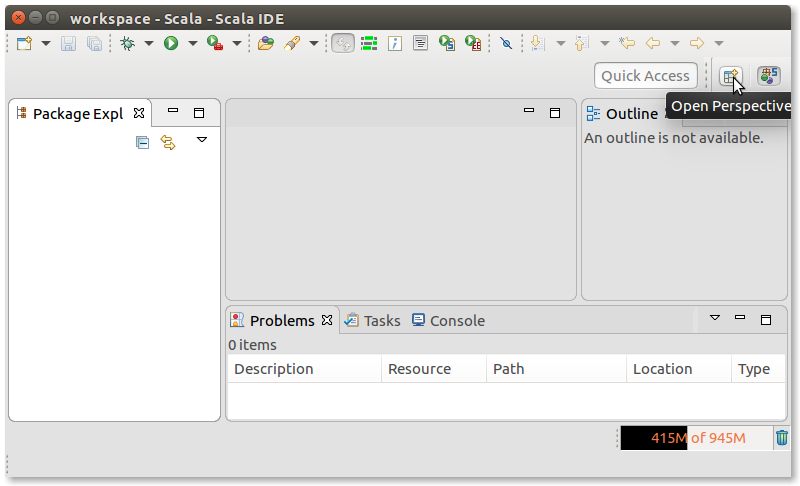 workspace - Scala - Scala IDE
Quick Access
Open Perspective
Package Expl
Outline
An outline is not available.
Problems Tasks Console
0 items
Description Resource Path Location Type
415M of 945M